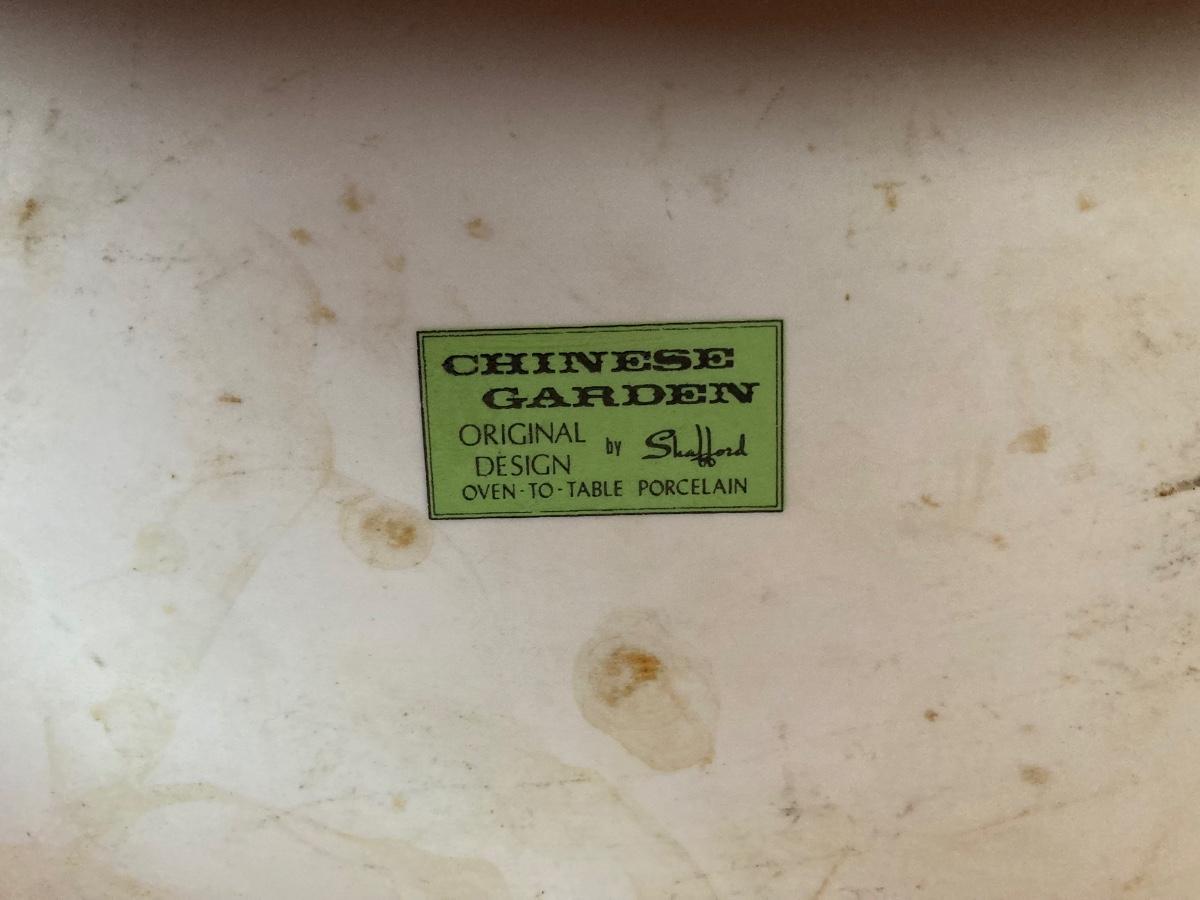 CHINESE
GARDEN
ORIGINAL
DESIGN
by Shafford
OVEN-TO-TABLE PORCELAIN